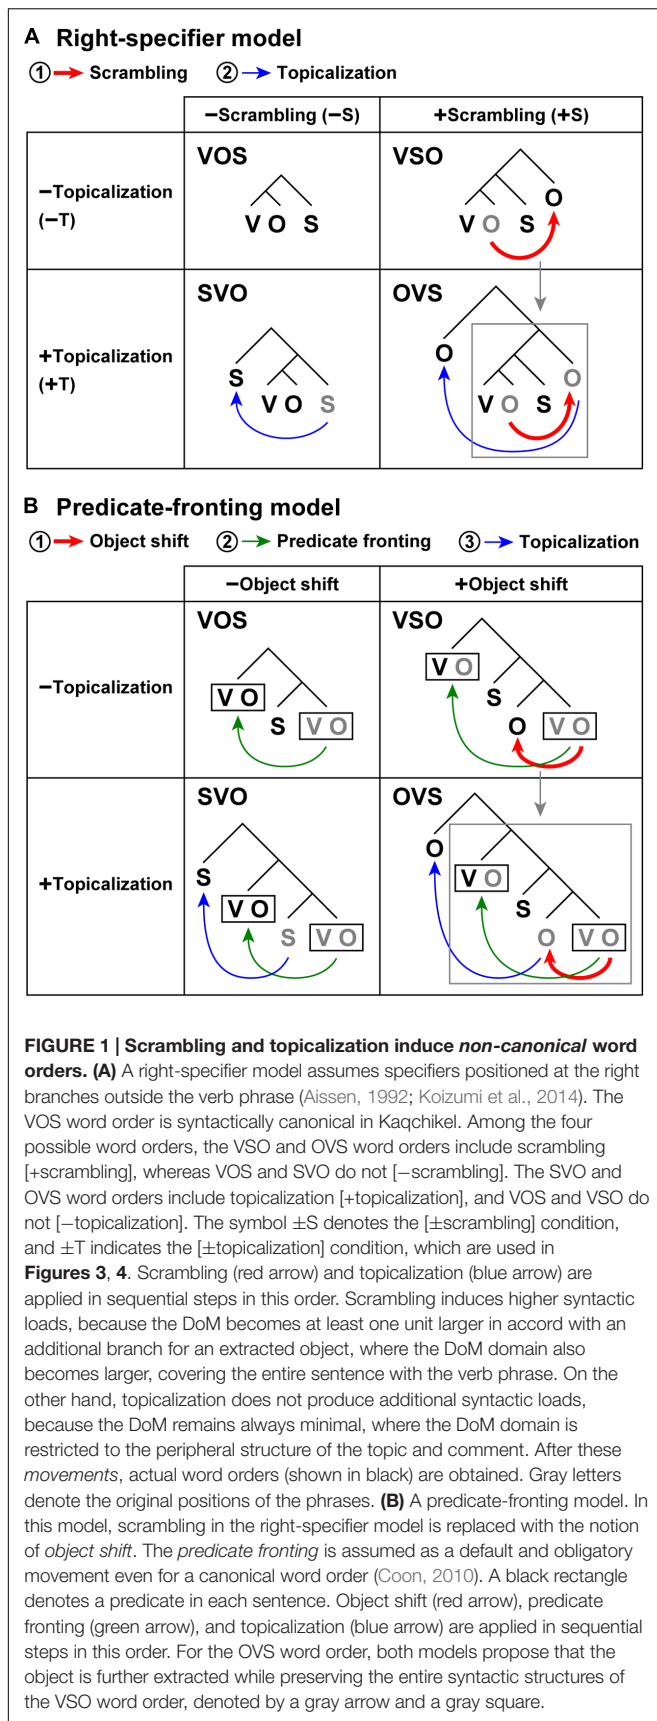 A Right-specifier model
① Scrambling ② Topicalization
−Scrambling (−S) +Scrambling (+S)
−Topicalization
(−T)
VOS
V O S
VSO
O
V O S
+Topicalization
(+T)
SVO
S
V O S
OVS
O
O
V O S
B Predicate-fronting model
① Object shift ② Predicate fronting ③ Topicalization
−Object shift +Object shift
−Topicalization
VOS
V O
S V O
VSO
V O
S
O V O
+Topicalization
SVO
S
V O
S V O
OVS
O
V O
S
O V O
FIGURE 1 | Scrambling and topicalization induce non-canonical word
orders. (A) A right-specifier model assumes specifiers positioned at the right
branches outside the verb phrase (Aissen, 1992; Koizumi et al., 2014). The
VOS word order is syntactically canonical in Kaqchikel. Among the four
possible word orders, the VSO and OVS word orders include scrambling
[+scrambling], whereas VOS and SVO do not [−scrambling]. The SVO and
OVS word orders include topicalization [+topicalization], and VOS and VSO do
not [−topicalization]. The symbol ±S denotes the [±scrambling] condition,
and ±T indicates the [±topicalization] condition, which are used in
Figures 3, 4. Scrambling (red arrow) and topicalization (blue arrow) are
applied in sequential steps in this order. Scrambling induces higher syntactic
loads, because the DoM becomes at least one unit larger in accord with an
additional branch for an extracted object, where the DoM domain also
becomes larger, covering the entire sentence with the verb phrase. On the
other hand, topicalization does not produce additional syntactic loads,
because the DoM remains always minimal, where the DoM domain is
restricted to the peripheral structure of the topic and comment. After these
movements, actual word orders (shown in black) are obtained. Gray letters
denote the original positions of the phrases. (B) A predicate-fronting model. In
this model, scrambling in the right-specifier model is replaced with the notion
of object shift. The predicate fronting is assumed as a default and obligatory
movement even for a canonical word order (Coon, 2010). A black rectangle
denotes a predicate in each sentence. Object shift (red arrow), predicate
fronting (green arrow), and topicalization (blue arrow) are applied in sequential
steps in this order. For the OVS word order, both models propose that the
object is further extracted while preserving the entire syntactic structures of
the VSO word order, denoted by a gray arrow and a gray square.